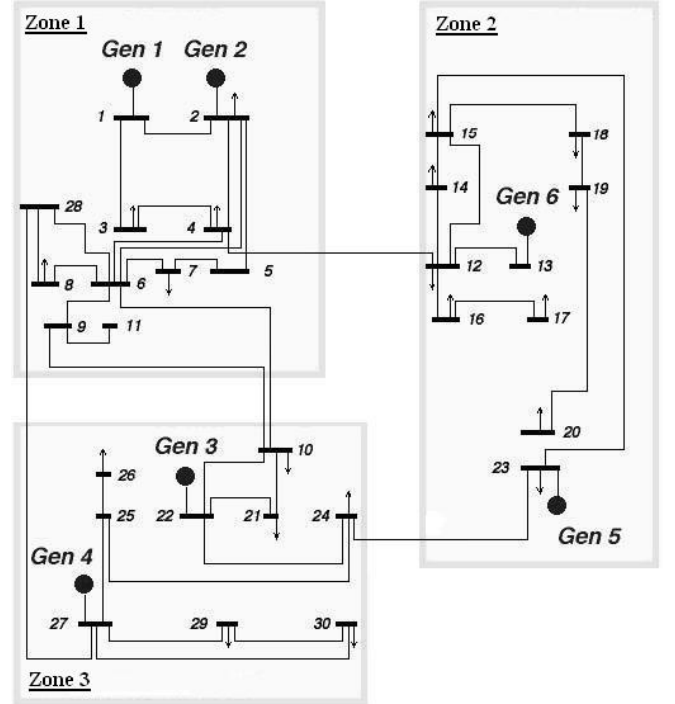 Zone 1
Zone 2
Gen 1 Gen 2
1 2
15 18
14 19
Gen 6
28
3 4
12 13
8 6 7 5
9 11
16 17
20
Gen 3 10
26 23
25 22 21 24
Gen 5
Gen 4
27 29 30
Zone 3